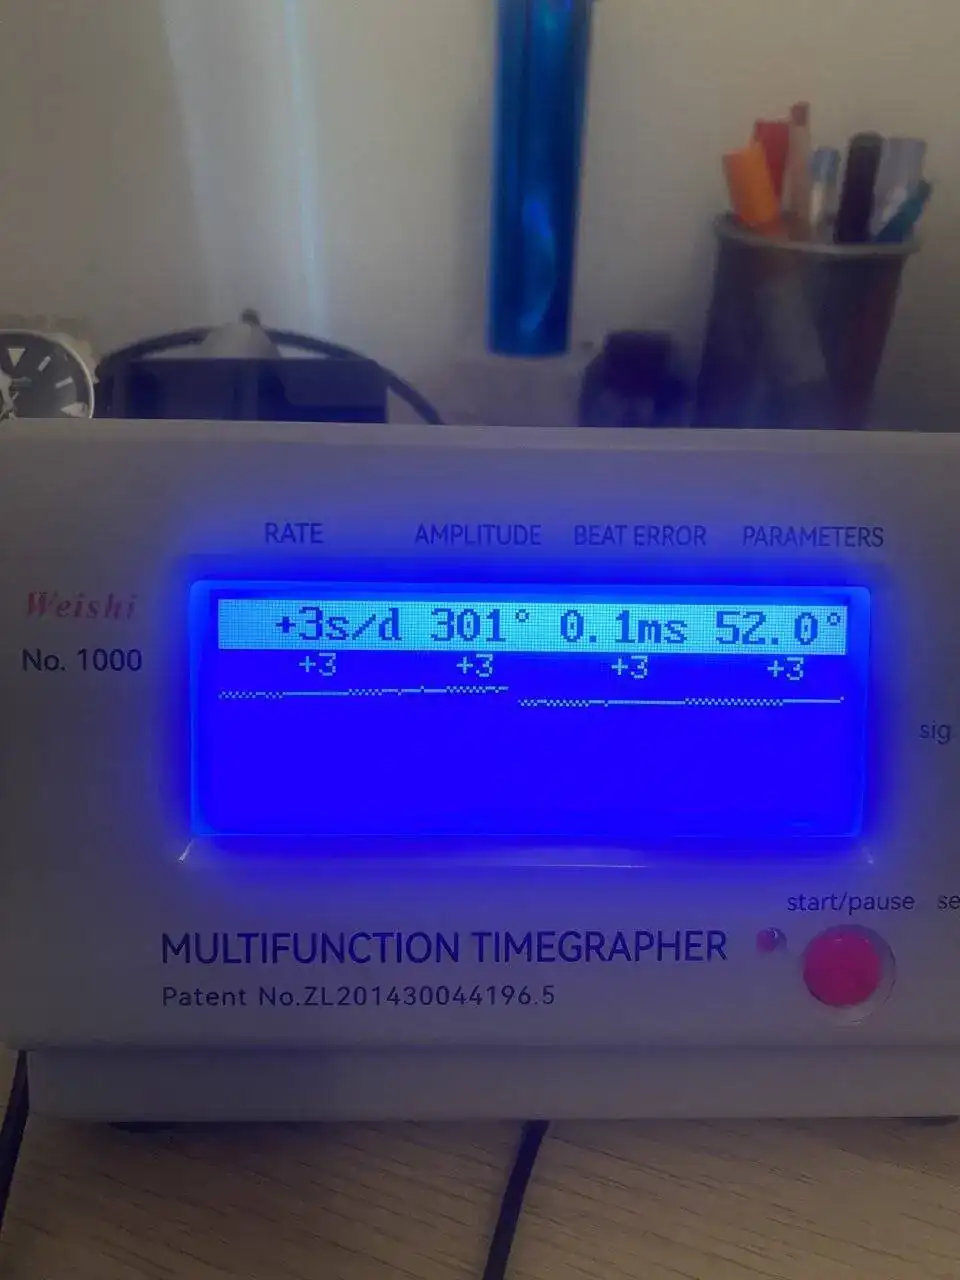 RATE AMPLITUDE BEAT ERROR PARAMETERS
+3s/d 301° 0.1ms 52.0°
+3 +3 +3 +3
Weishi
No. 1000
sig
start/pause se
MULTIFUNCTION TIMEGRAPHER
Patent No.ZL201430044196.5